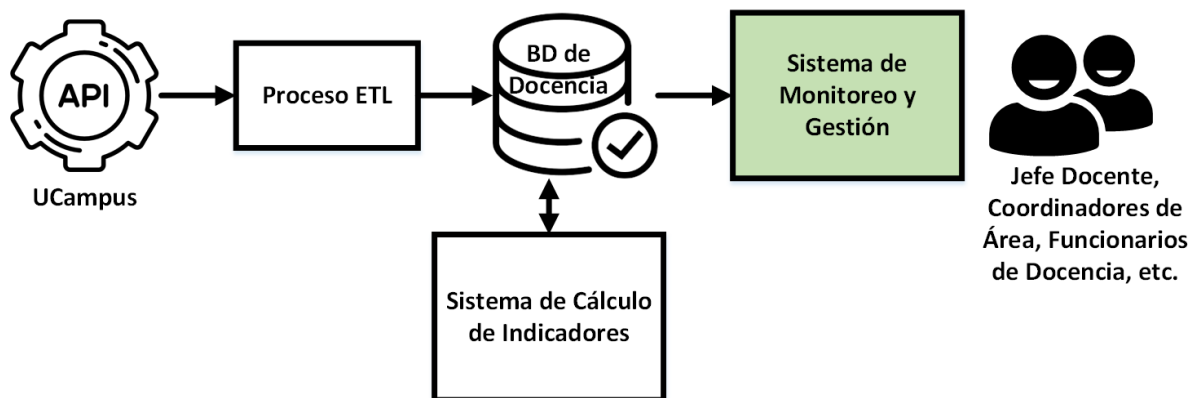 API
UCampus
Proceso ETL
BD de
Docencia
Sistema de Cálculo
de Indicadores
Sistema de
Monitoreo y
Gestión
Jefe Docente,
Coordinadores de
Área, Funcionarios
de Docencia, etc.